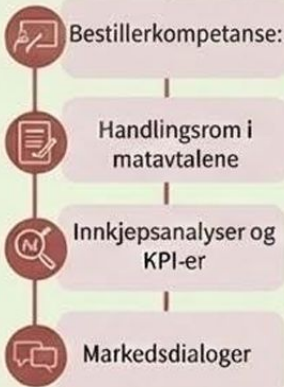 Bestillerkompetanse:
Handlingsrom i
matavtalene
Innkjepsanalyser og
KPI-er
Markedsdialoger